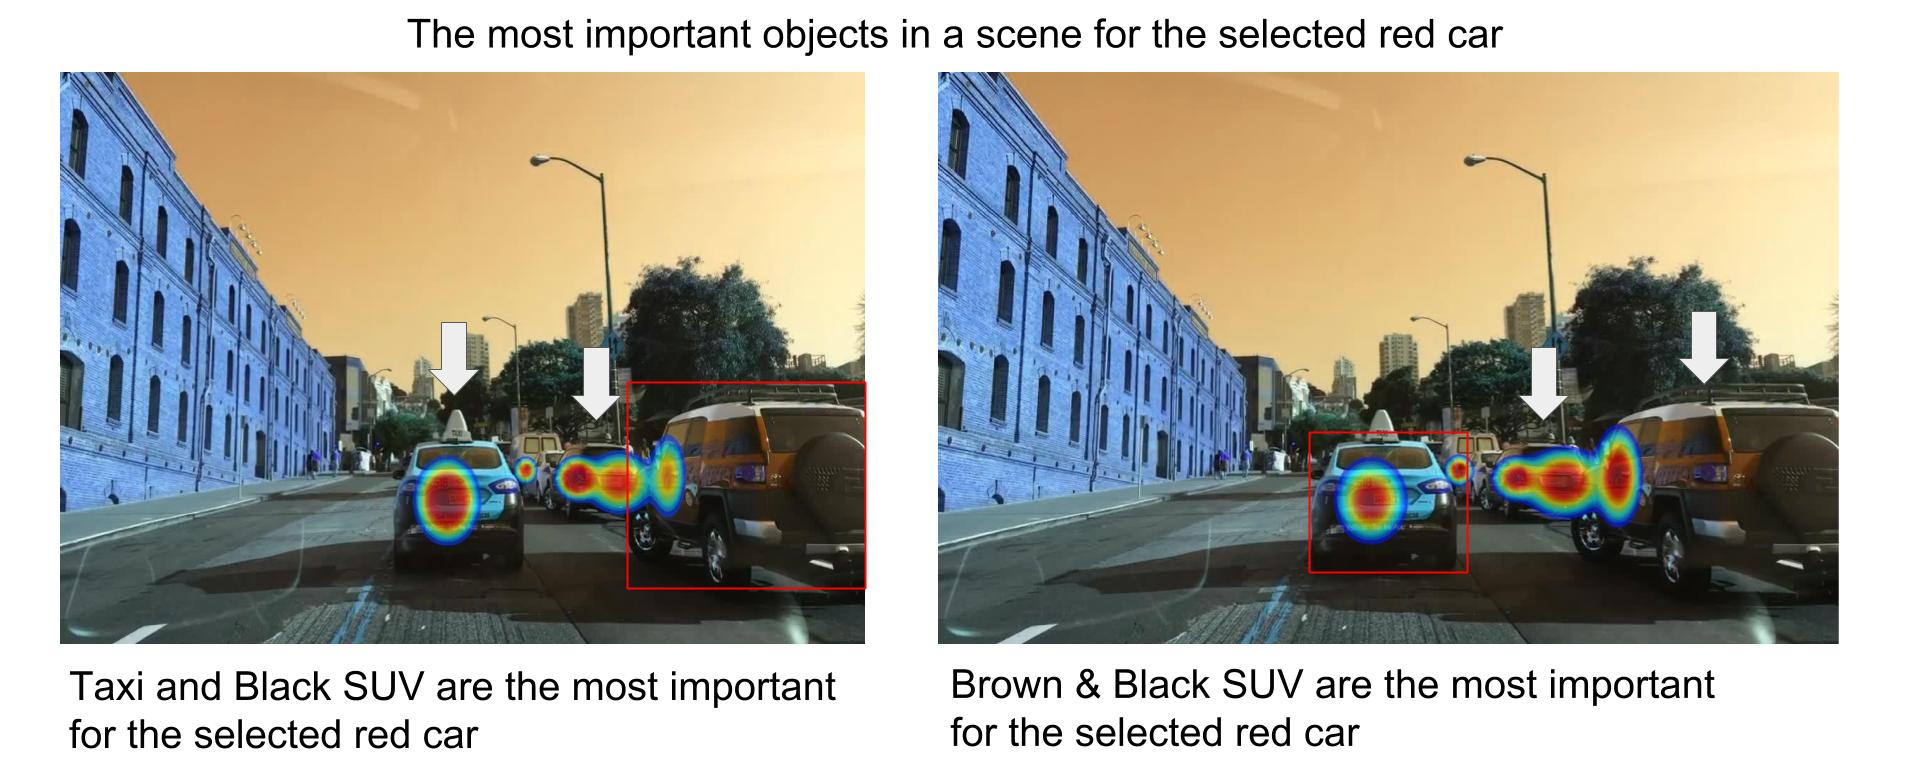 The most important objects in a scene for the selected red car
TAXI
Taxi and Black SUV are the most important
for the selected red car
Brown & Black SUV are the most important
for the selected red car